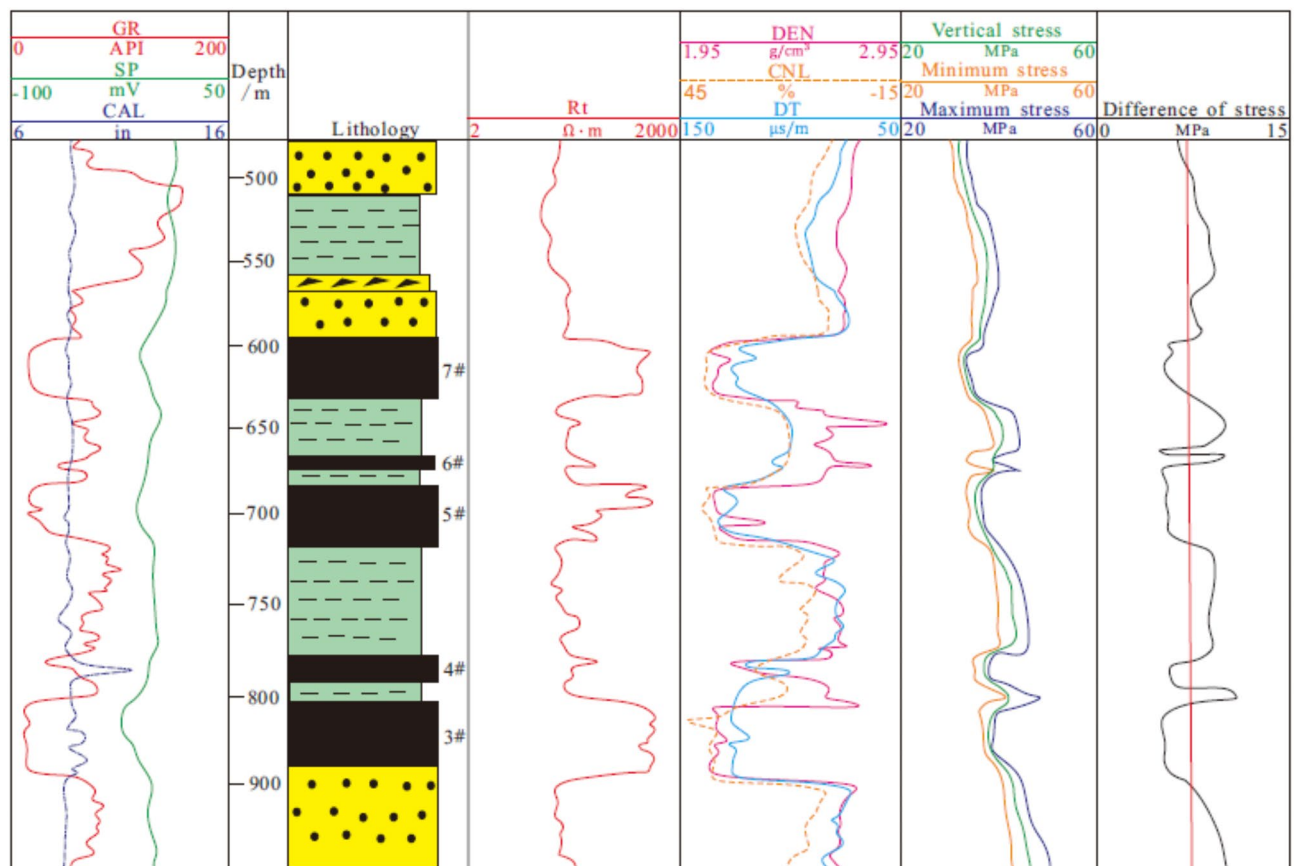 GR
0 API 200
SP
-100 mV 50
CAL
6 in 16
Depth
/m
Lithology
Rt
2 Ω·m 2000
DEN
1.95 g/cm³ 2.95
CNL
45 % -15
DT
150 μs/m 50
Vertical stress
20 MPa 60
Minimum stress
20 MPa 60
Maximum stress
20 MPa 60
Difference of stress
0 MPa 15
500
550
600
7#
650
6#
700
5#
750
4#
800
3#
900